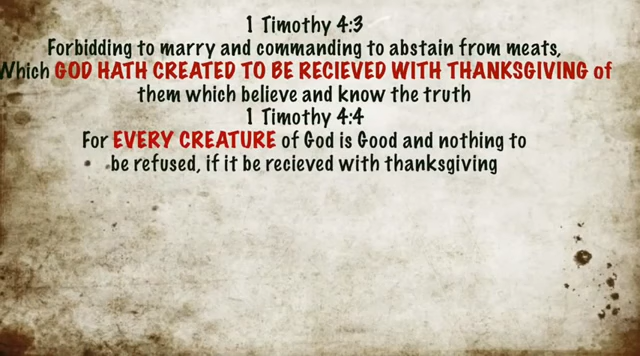 1 Timothy 4:3
Forbidding to marry and commanding to abstain from meats,
Which GOD HATH CREATED TO BE RECIEVED WITH THANKSGIVING of
them which believe and know the truth
1 Timothy 4:4
For EVERY CREATURE of God is Good and nothing to
be refused, if it be recieved with thanksgiving